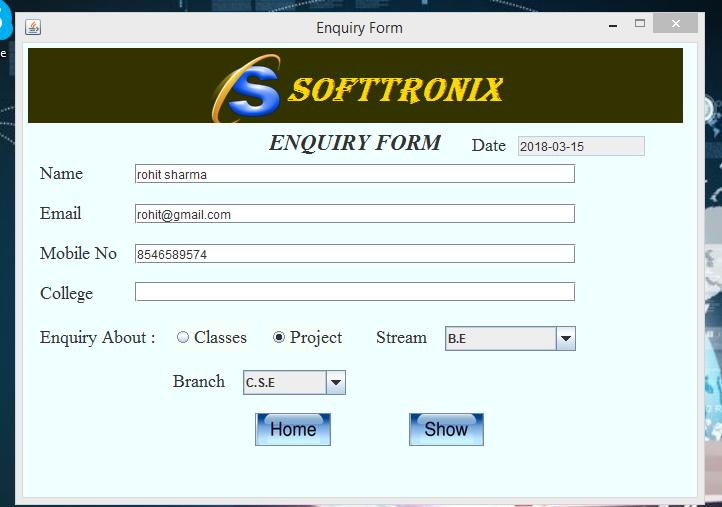 Enquiry Form
S SOFTTRONIX
ENQUIRY FORM Date 2018-03-15
Name rohit sharma
Email rohit@gmail.com
Mobile No 8546589574
College
Enquiry About : Classes Project Stream B.E
Branch C.S.E
Home Show